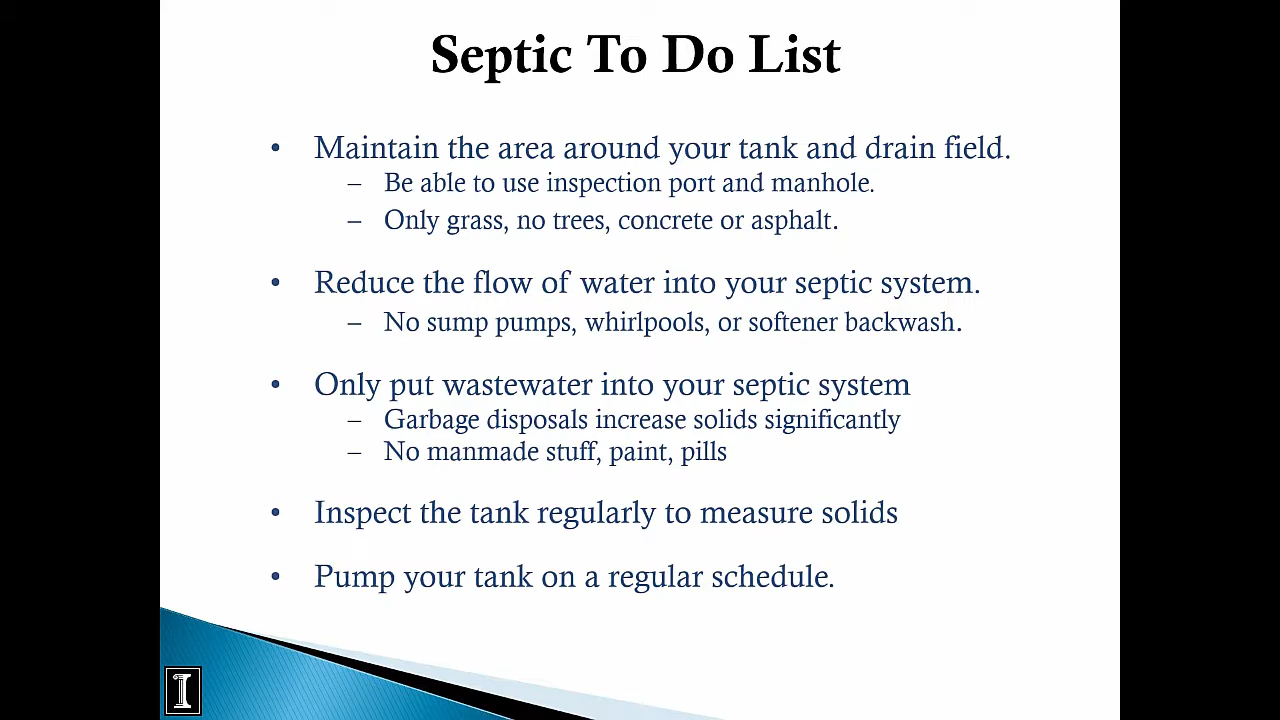 Septic To Do List
• Maintain the area around your tank and drain field.
– Be able to use inspection port and manhole.
– Only grass, no trees, concrete or asphalt.
• Reduce the flow of water into your septic system.
– No sump pumps, whirlpools, or softener backwash.
• Only put wastewater into your septic system
– Garbage disposals increase solids significantly
– No manmade stuff, paint, pills
• Inspect the tank regularly to measure solids
• Pump your tank on a regular schedule.
I